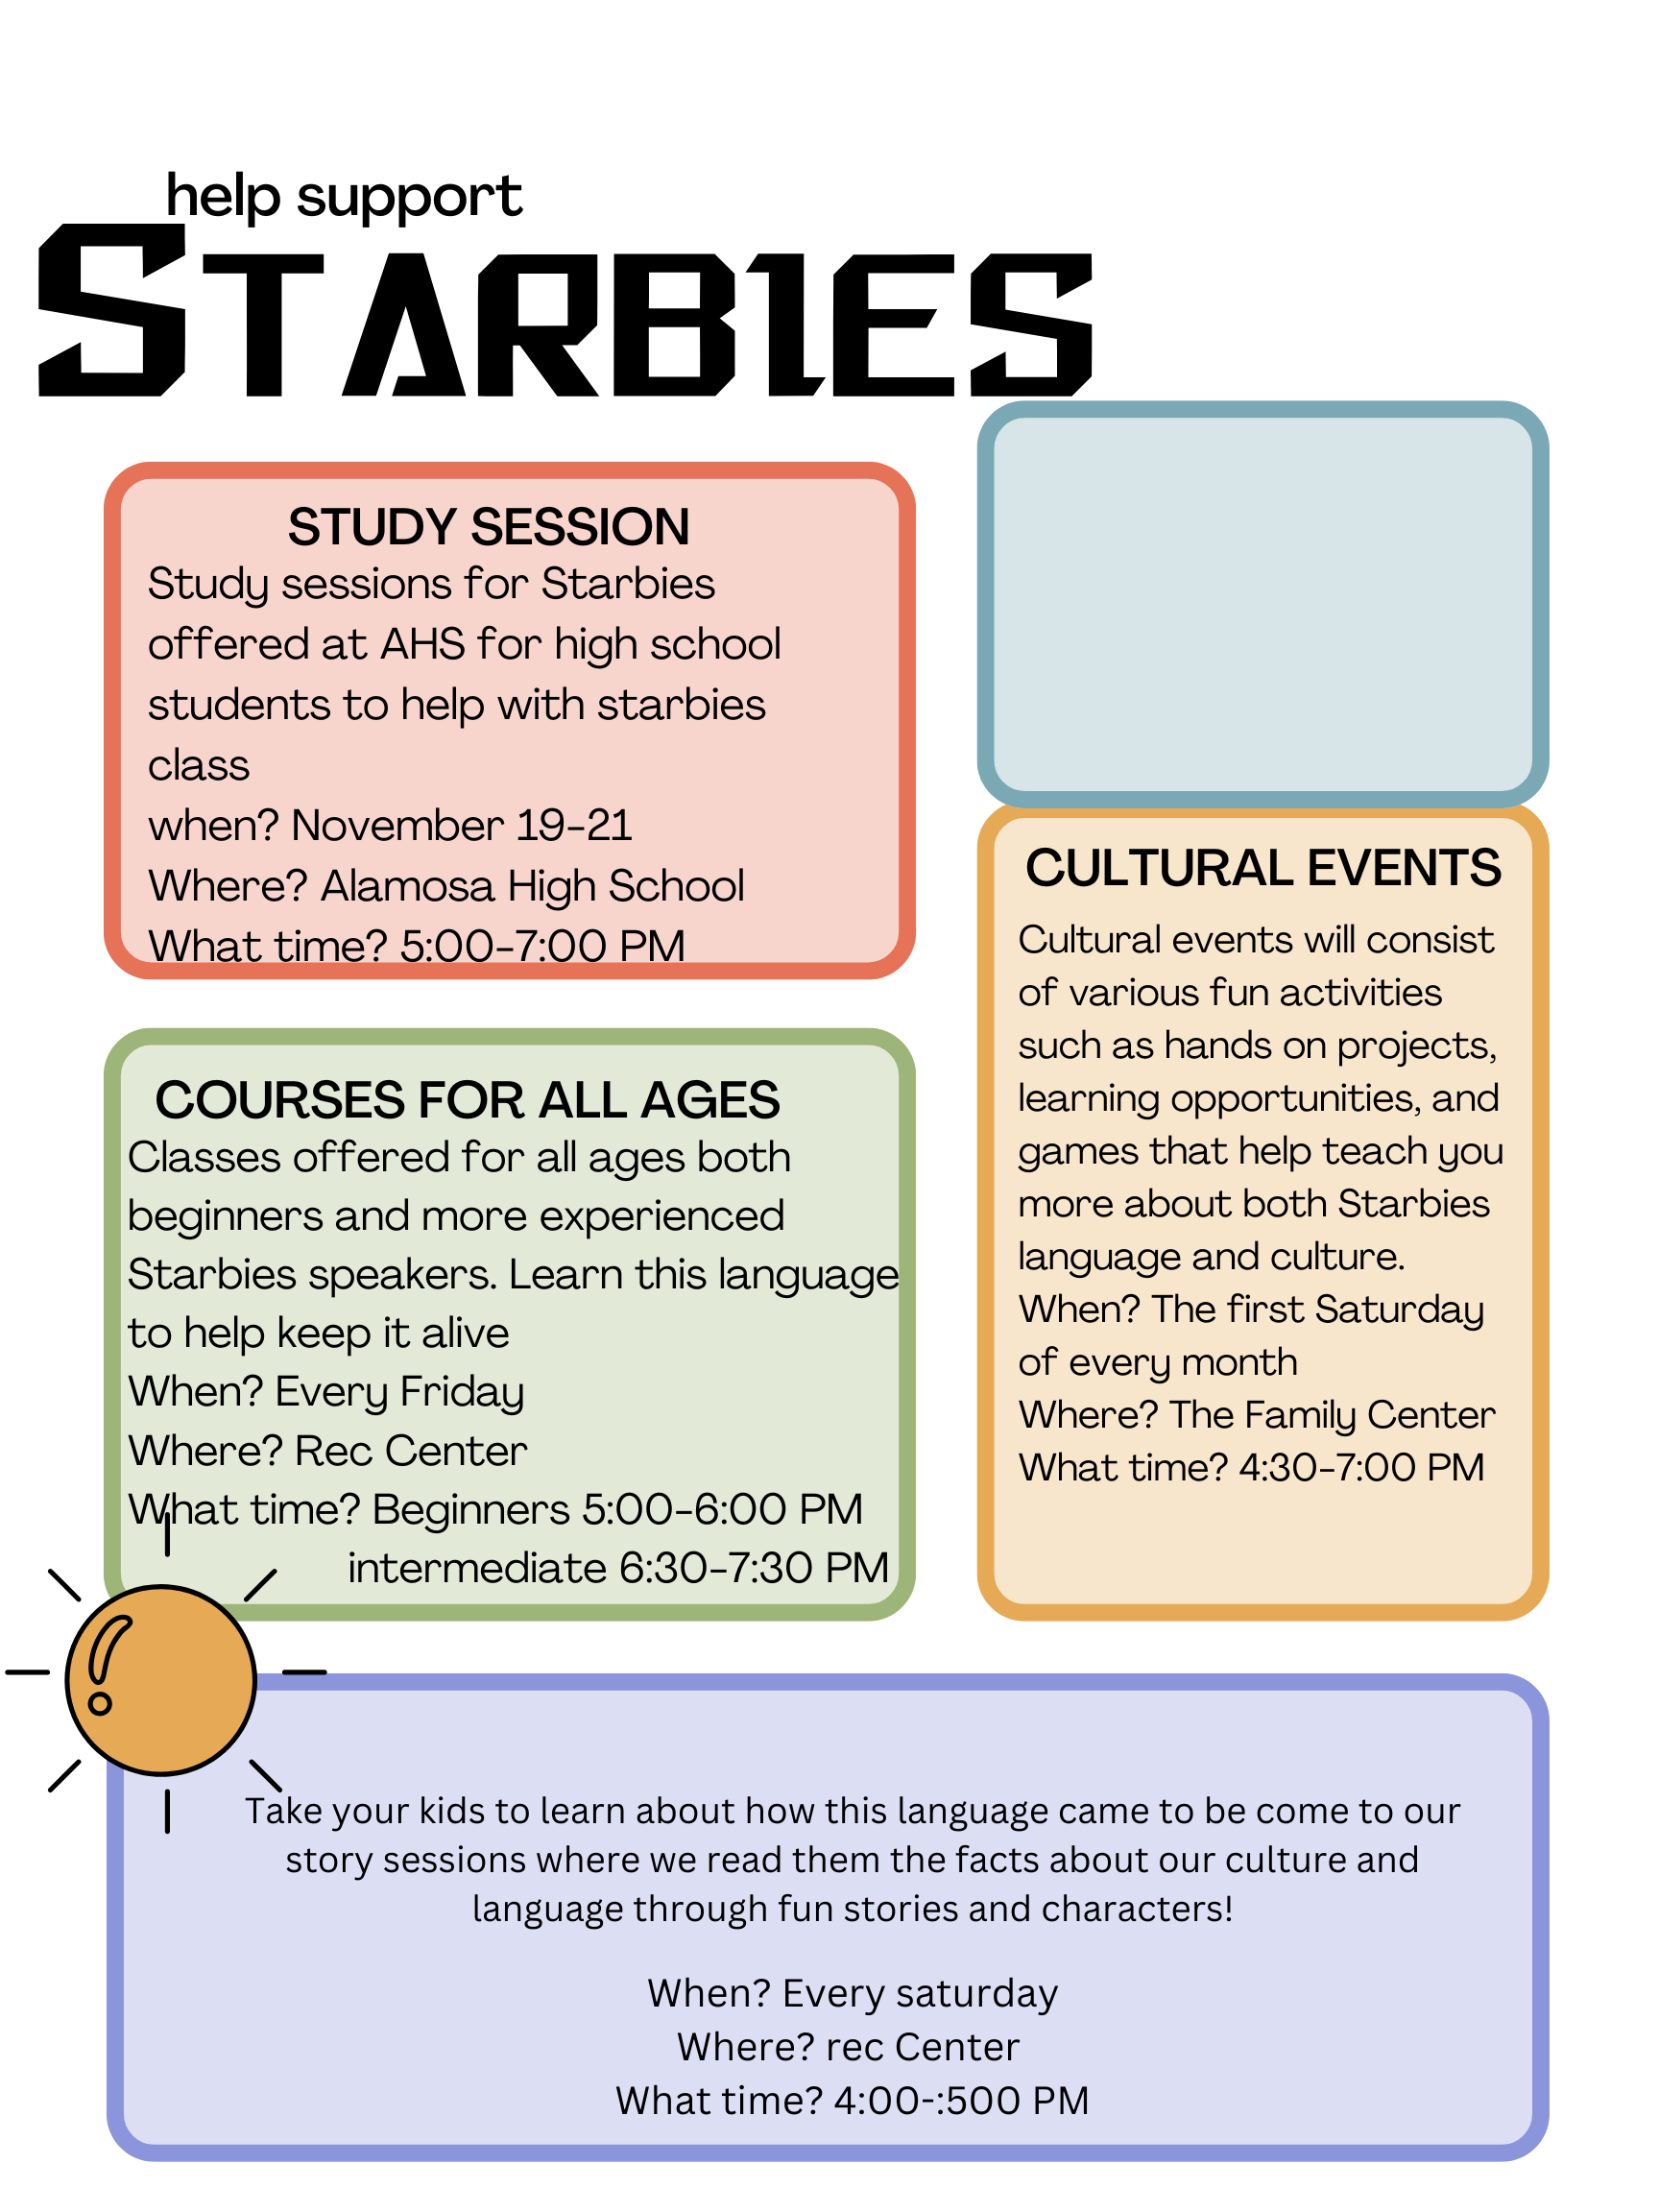 help support
STARBIES
STUDY SESSION
Study sessions for Starbies
offered at AHS for high school
students to help with starbies
class
when? November 19-21
Where? Alamosa High School
What time? 5:00-7:00 PM
COURSES FOR ALL AGES
Classes offered for all ages both
beginners and more experienced
Starbies speakers. Learn this language
to help keep it alive
When? Every Friday
Where? Rec Center
What time? Beginners 5:00-6:00 PM
intermediate 6:30-7:30 PM
CULTURAL EVENTS
Cultural events will consist
of various fun activities
such as hands on projects,
learning opportunities, and
games that help teach you
more about both Starbies
language and culture.
When? The first Saturday
of every month
Where? The Family Center
What time? 4:30-7:00 PM
Take your kids to learn about how this language came to be come to our
story sessions where we read them the facts about our culture and
language through fun stories and characters!
When? Every saturday
Where? rec Center
What time? 4:00-:500 PM